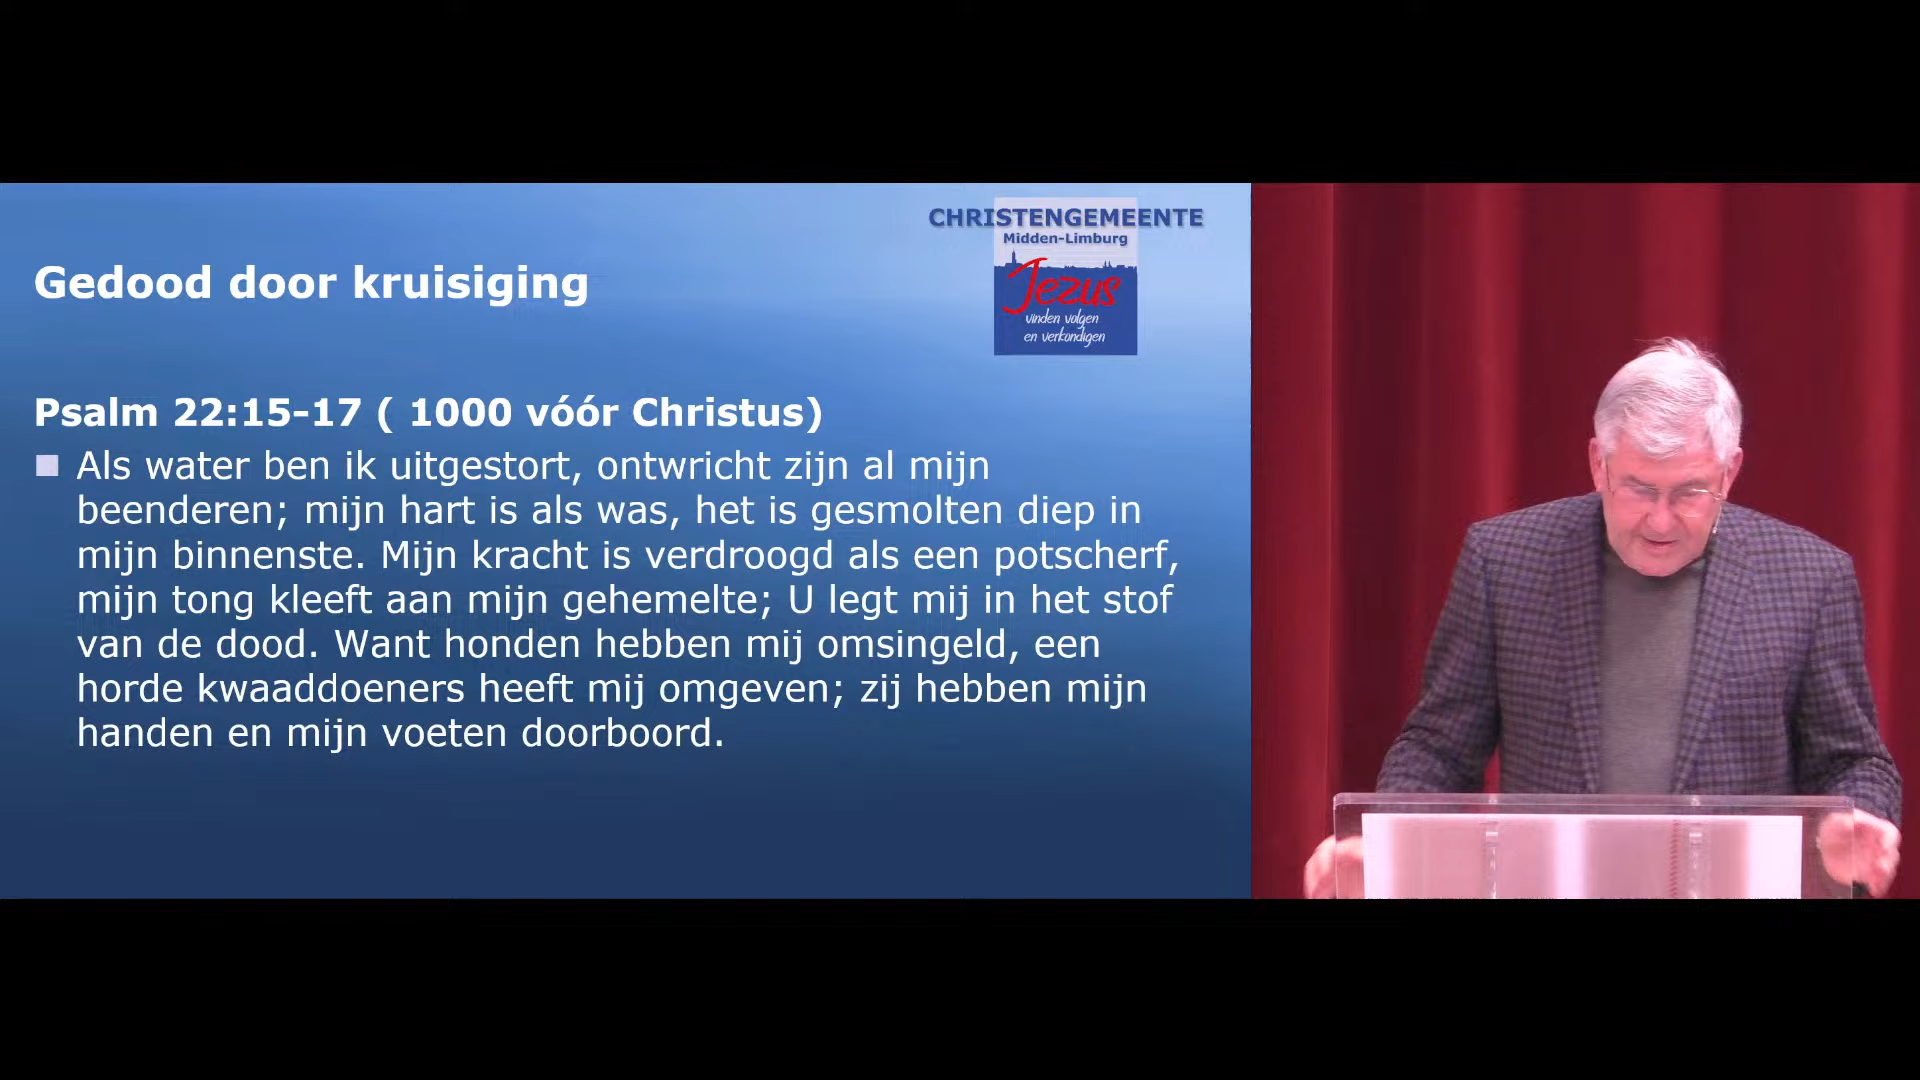 CHRISTENGEMEENTE
Midden-Limburg
Jezus
vinden volgen
en verkondigen
Gedood door kruisiging
Psalm 22:15-17 ( 1000 vóór Christus)
Als water ben ik uitgestort, ontwricht zijn al mijn
beenderen; mijn hart is als was, het is gesmolten diep in
mijn binnenste. Mijn kracht is verdroogd als een potscherf,
mijn tong kleeft aan mijn gehemelte; U legt mij in het stof
van de dood. Want honden hebben mij omsingeld, een
horde kwaaddoeners heeft mij omgeven; zij hebben mijn
handen en mijn voeten doorboord.